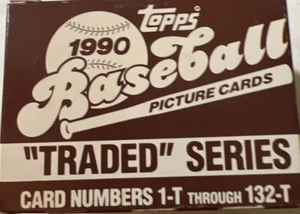 Topps
1990
Baseball
PICTURE CARDS
"TRADED" SERIES
CARD NUMBERS 1-T THROUGH 132-T